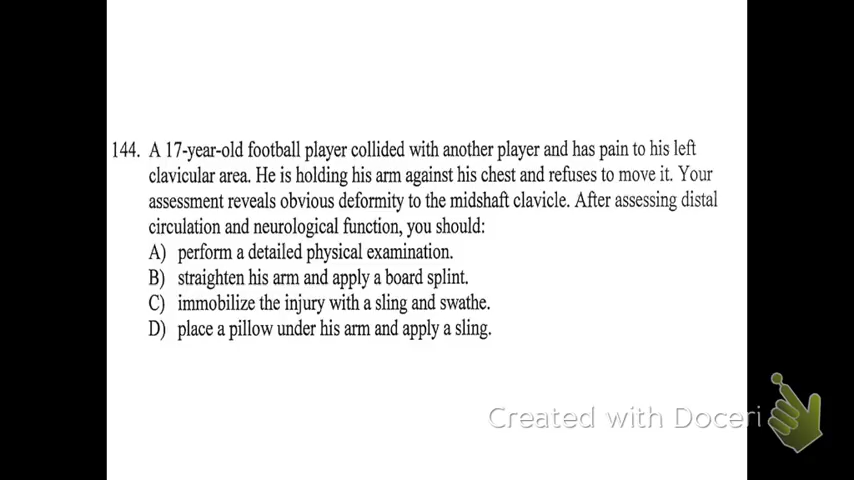 144. A 17-year-old football player collided with another player and has pain to his left
clavicular area. He is holding his arm against his chest and refuses to move it. Your
assessment reveals obvious deformity to the midshaft clavicle. After assessing distal
circulation and neurological function, you should:
A) perform a detailed physical examination.
B) straighten his arm and apply a board splint.
C) immobilize the injury with a sling and swathe.
D) place a pillow under his arm and apply a sling.
Created with Doceri